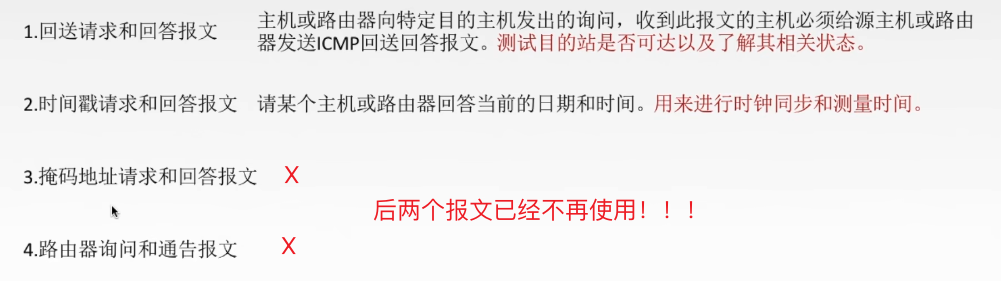 1.回送请求和回答报文
主机或路由器向特定目的主机发出的询问，收到此报文的主机必须给源主机或路由
器发送ICMP回送回答报文。测试目的站是否可达以及了解其相关状态。
2.时间戳请求和回答报文 请某个主机或路由器回答当前的日期和时间。用来进行时钟同步和测量时间。
3.掩码地址请求和回答报文 X
后两个报文已经不再使用！！！
4.路由器询问和通告报文 X